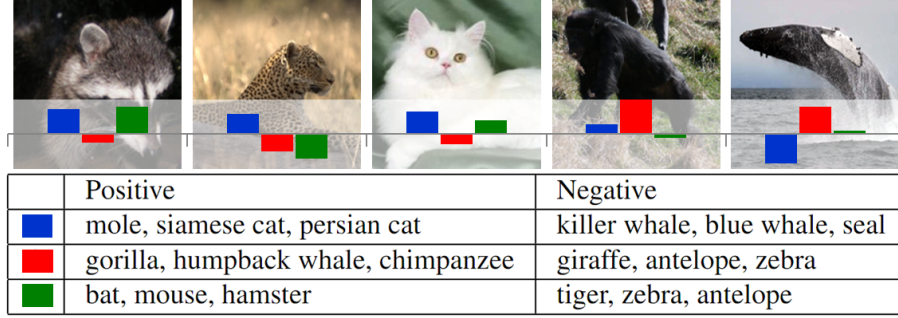 Positive Negative
mole, siamese cat, persian cat killer whale, blue whale, seal
gorilla, humpback whale, chimpanzee giraffe, antelope, zebra
bat, mouse, hamster tiger, zebra, antelope